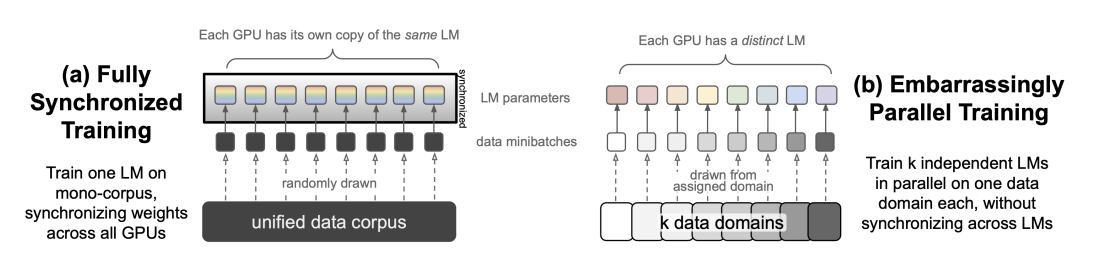 (a) Fully
Synchronized
Training
Train one LM on
mono-corpus,
synchronizing weights
across all GPUs
Each GPU has its own copy of the same LM
synchronized
LM parameters
data minibatches
randomly drawn
unified data corpus
Each GPU has a distinct LM
drawn from
assigned domain
k data domains
(b) Embarrassingly
Parallel Training
Train k independent LMs
in parallel on one data
domain each, without
synchronizing across LMs